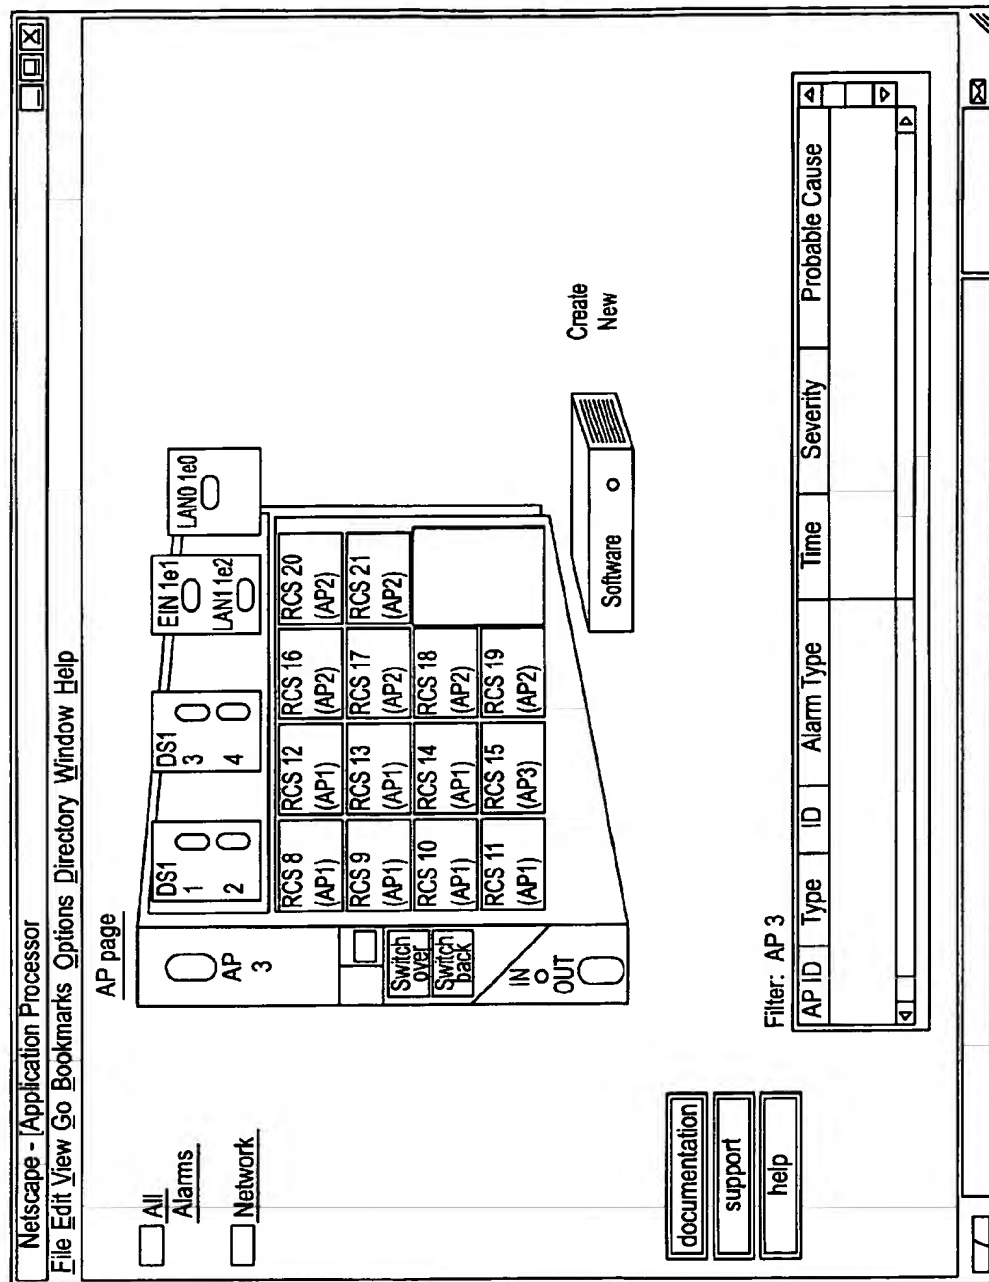 Netscape - [Application Processor
File Edit View Go Bookmarks Options Directory Window Help
All
Alarms
Network
AP page
AP
3
Switch
over
Switch
back
IN
OUT
DS1
1
2
DS1
3
4
EIN 1e1
LAN1 1e2
LAN0 1e0
RCS 8
(AP1)
RCS 12
(AP1)
RCS 16
(AP2)
RCS 20
(AP2)
RCS 9
(AP1)
RCS 13
(AP1)
RCS 17
(AP2)
RCS 21
(AP2)
RCS 10
(AP1)
RCS 14
(AP1)
RCS 18
(AP2)
RCS 11
(AP1)
RCS 15
(AP3)
RCS 19
(AP2)
Software
Create
New
documentation
support
help
Filter: AP 3
AP ID Type ID Alarm Type Time Severity Probable Cause